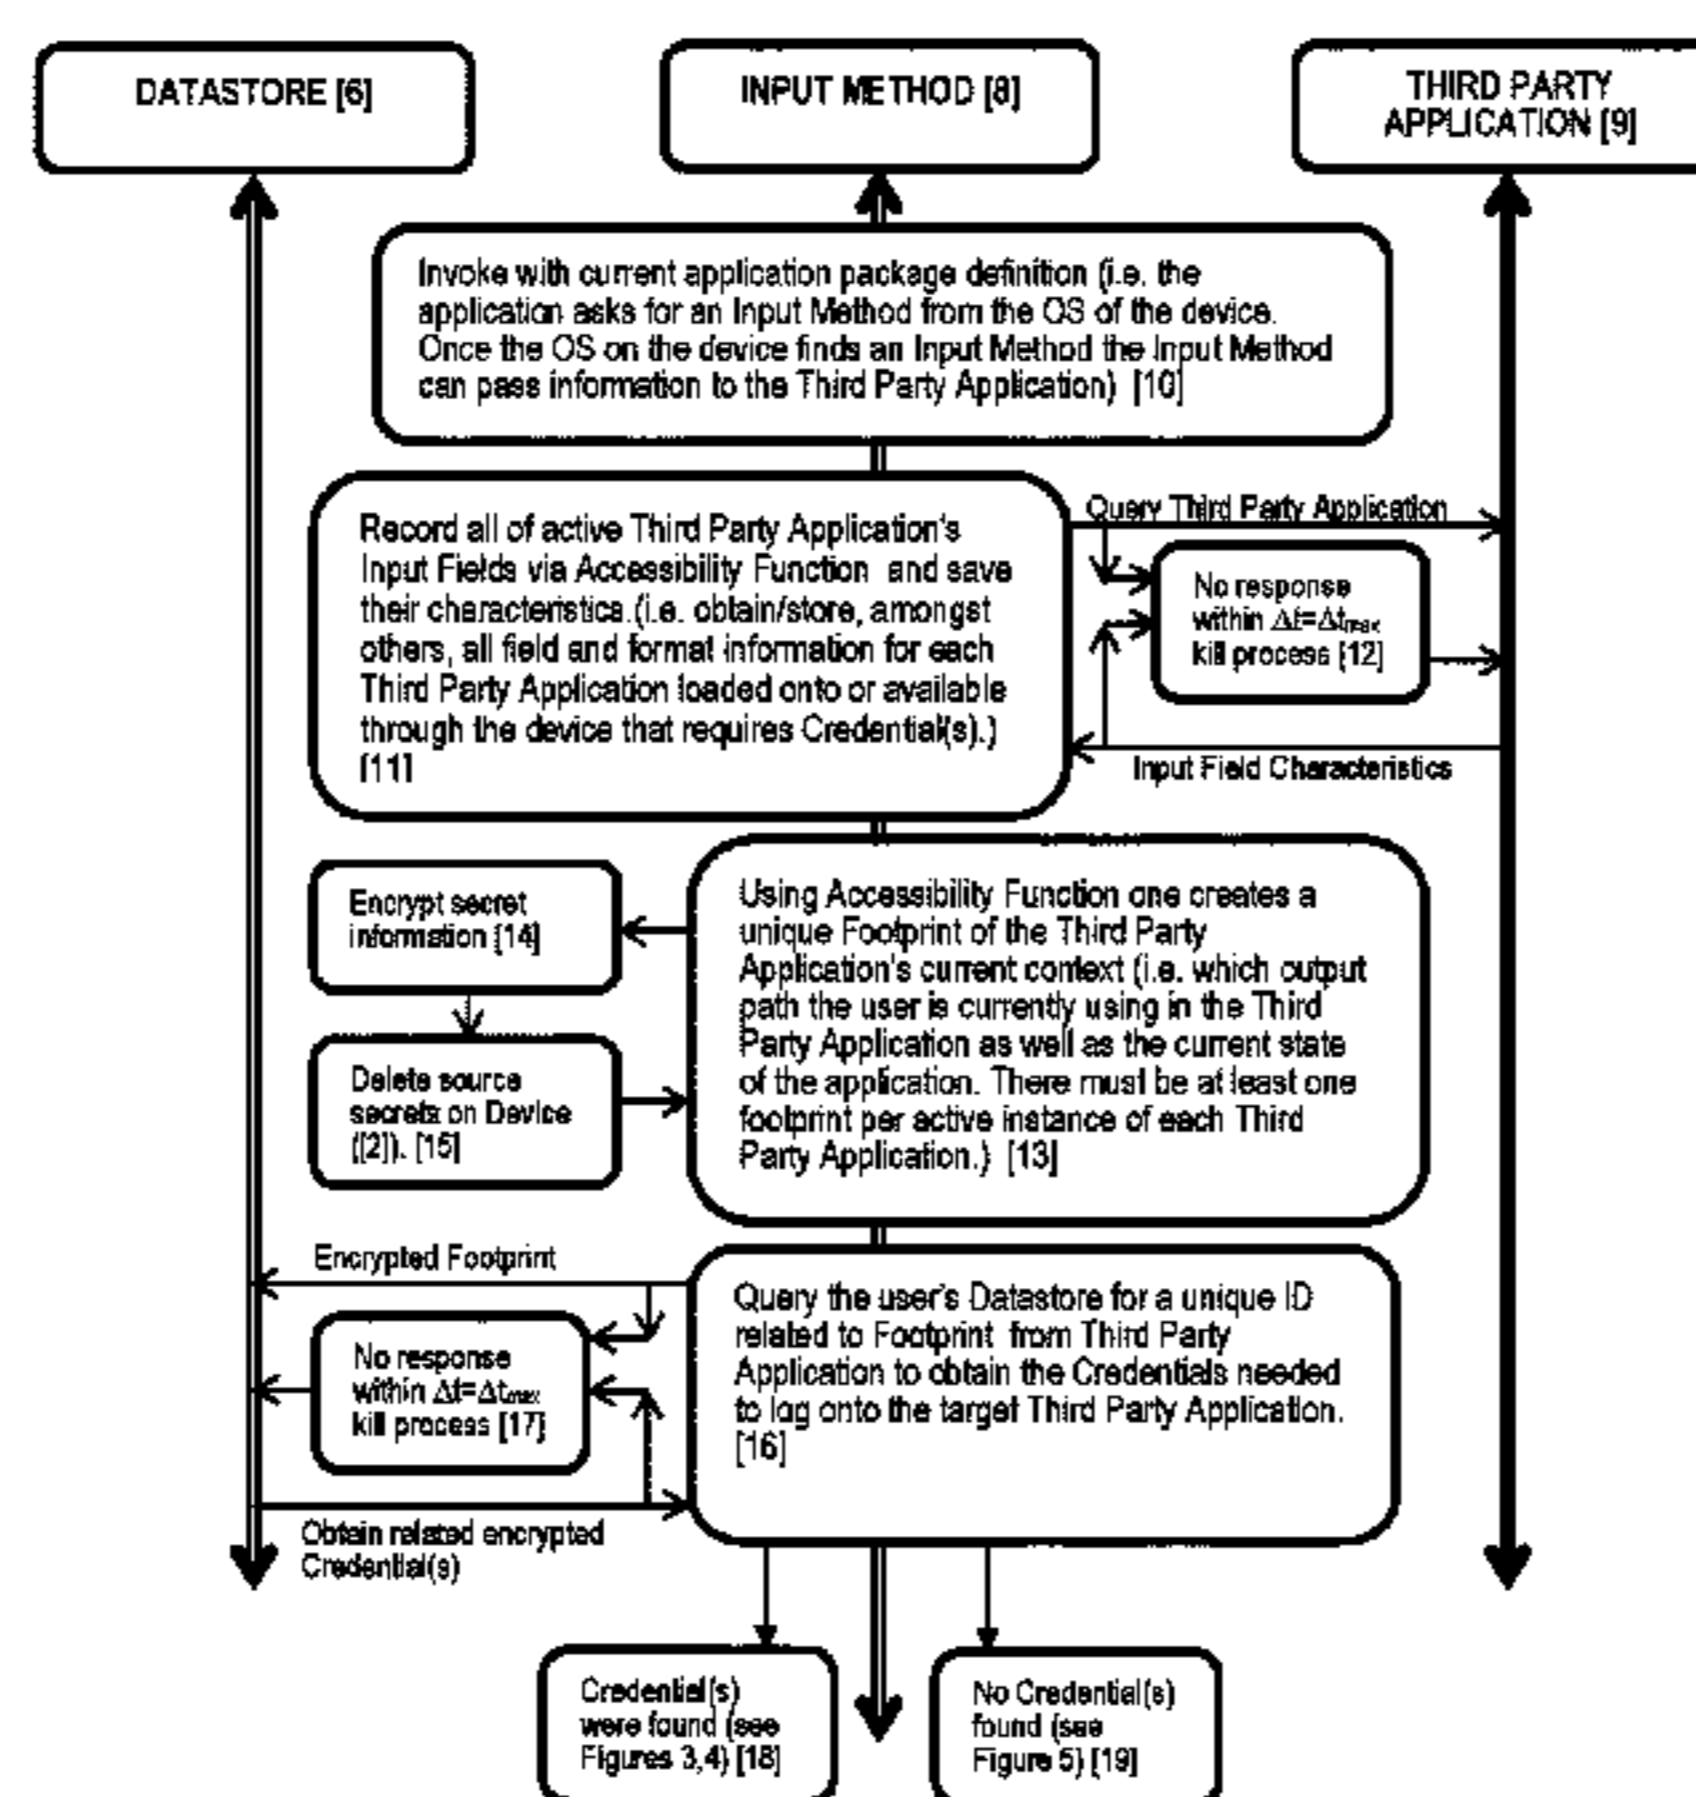 DATASTORE [6]
INPUT METHOD [8]
THIRD PARTY
APPLICATION [9]
Invoke with current application package definition (i.e. the
application asks for an Input Method from the OS of the device.
Once the OS on the device finds an Input Method the Input Method
can pass information to the Third Party Application) [10]
Record all of active Third Party Application's
Input Fields via Accessibility Function and save
their characteristics.(i.e. obtain/store, amongst
others, all field and format information for each
Third Party Application loaded onto or available
through the device that requires Credential(s).)
[11]
Query Third Party Application
No response
within Δt=Δtmax
kill process [12]
Input Field Characteristics
Encrypt secret
information [14]
Delete source
secrets on Device
([2]). [15]
Using Accessibility Function one creates a
unique Footprint of the Third Party
Application's current context (i.e. which output
path the user is currently using in the Third
Party Application as well as the current state
of the application. There must be at least one
footprint per active instance of each Third
Party Application.) [13]
Encrypted Footprint
No response
within Δt=Δtmax
kill process [17]
Obtain related encrypted
Credential(s)
Query the user's Datastore for a unique ID
related to Footprint from Third Party
Application to obtain the Credentials needed
to log onto the target Third Party Application.
[16]
Credential(s)
were found (see
Figures 3,4) [18]
No Credential(s)
found (see
Figure 5) [19]